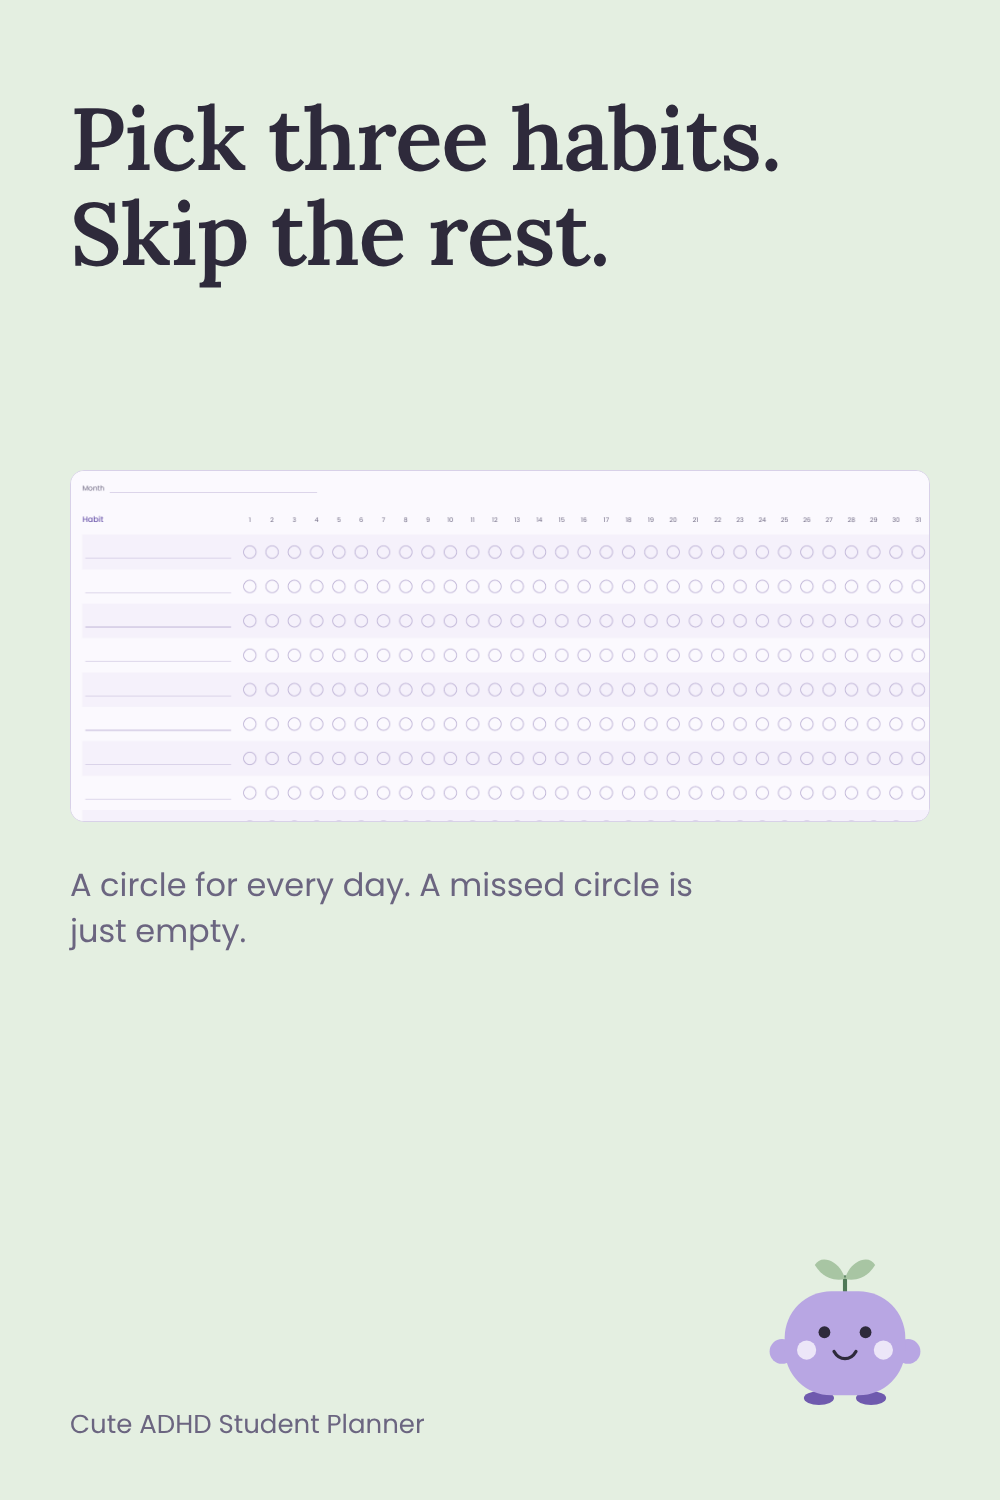 Pick three habits.
Skip the rest.
Month
Habit 1 2 3 4 5 6 7 8 9 10 11 12 13 14 15 16 17 18 19 20 21 22 23 24 25 26 27 28 29 30 31
A circle for every day. A missed circle is
just empty.
Cute ADHD Student Planner